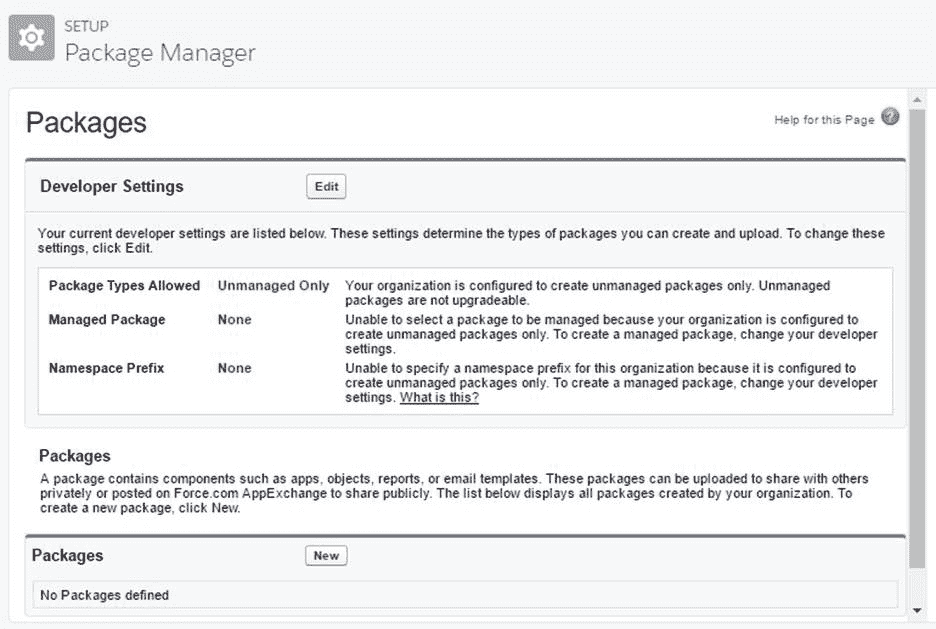 SETUP
Package Manager
Packages
Help for this Page ?
Developer Settings Edit
Your current developer settings are listed below. These settings determine the types of packages you can create and upload. To change these
settings, click Edit.
Package Types Allowed Unmanaged Only Your organization is configured to create unmanaged packages only. Unmanaged
packages are not upgradeable.
Managed Package None Unable to select a package to be managed because your organization is configured to
create unmanaged packages only. To create a managed package, change your developer
settings.
Namespace Prefix None Unable to specify a namespace prefix for this organization because it is configured to
create unmanaged packages only. To create a managed package, change your developer
settings. What is this?
Packages
A package contains components such as apps, objects, reports, or email templates. These packages can be uploaded to share with others
privately or posted on Force.com AppExchange to share publicly. The list below displays all packages created by your organization. To
create a new package, click New.
Packages New
No Packages defined